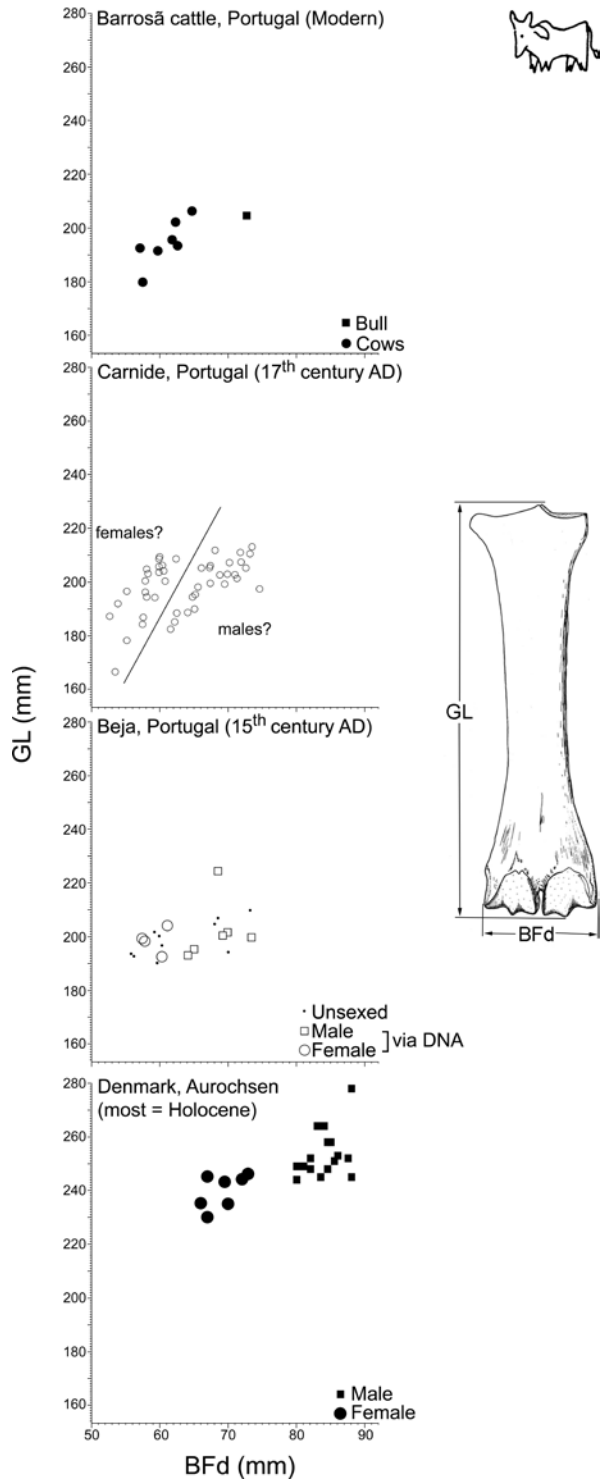 Barrosã cattle, Portugal (Modern)
280
260
240
220
200
180
160
Bull
Cows
Carnide, Portugal (17th century AD)
280
260
240
220
200
180
160
females?
males?
Beja, Portugal (15th century AD)
280
260
240
220
200
180
160
Unsexed
Male
Female
via DNA
Denmark, Aurochsen
(most = Holocene)
280
260
240
220
200
180
160
Male
Female
50 60 70 80 90
BFd (mm)
GL (mm)
GL
BFd